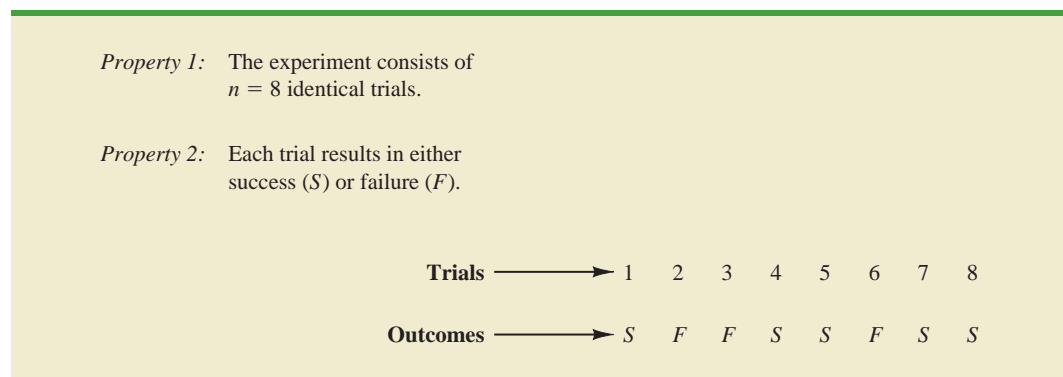 Property 1: The experiment consists of
n = 8 identical trials.
Property 2: Each trial results in either
success (S) or failure (F).
Trials 1 2 3 4 5 6 7 8
Outcomes S F F S S F S S